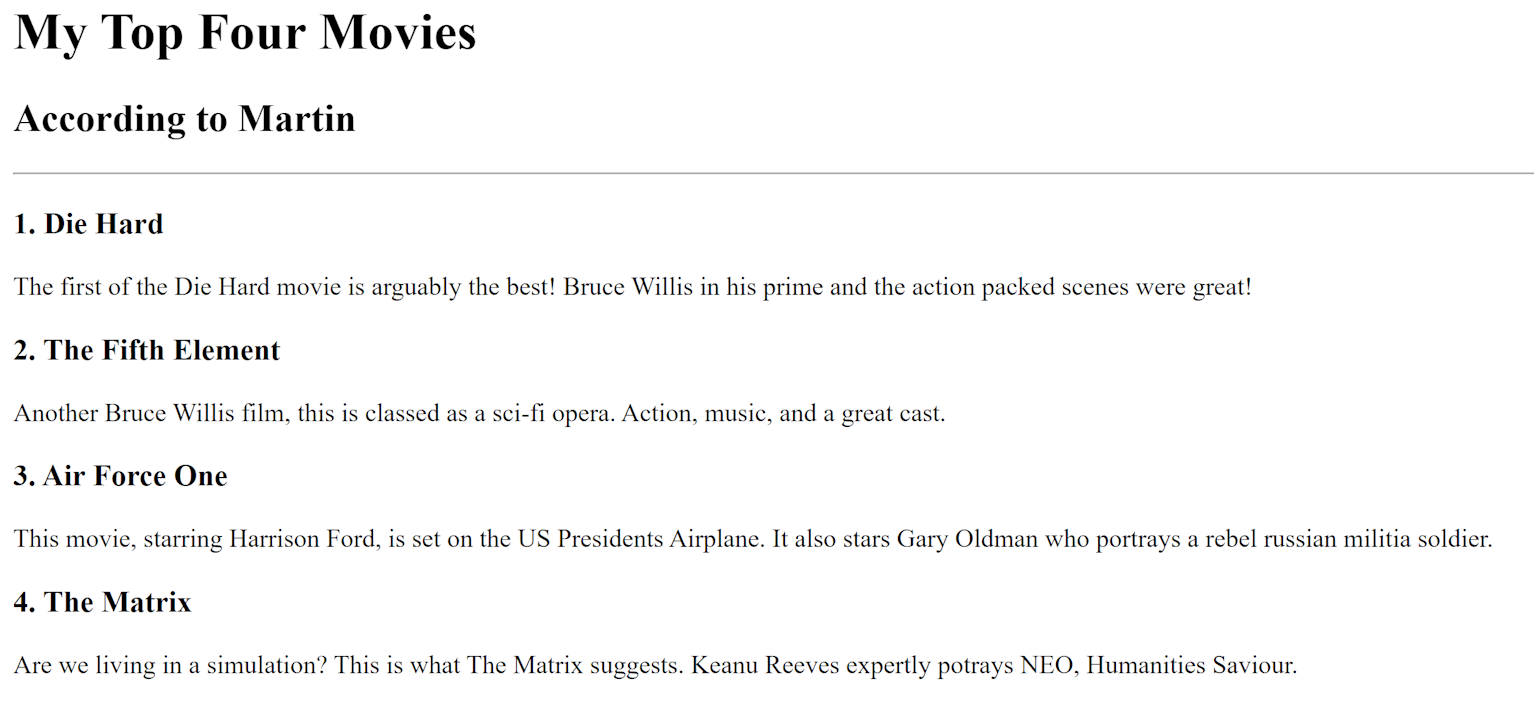 My Top Four Movies
According to Martin
1. Die Hard
The first of the Die Hard movie is arguably the best! Bruce Willis in his prime and the action packed scenes were great!
2. The Fifth Element
Another Bruce Willis film, this is classed as a sci-fi opera. Action, music, and a great cast.
3. Air Force One
This movie, starring Harrison Ford, is set on the US Presidents Airplane. It also stars Gary Oldman who portrays a rebel russian militia soldier.
4. The Matrix
Are we living in a simulation? This is what The Matrix suggests. Keanu Reeves expertly potrays NEO, Humanities Saviour.